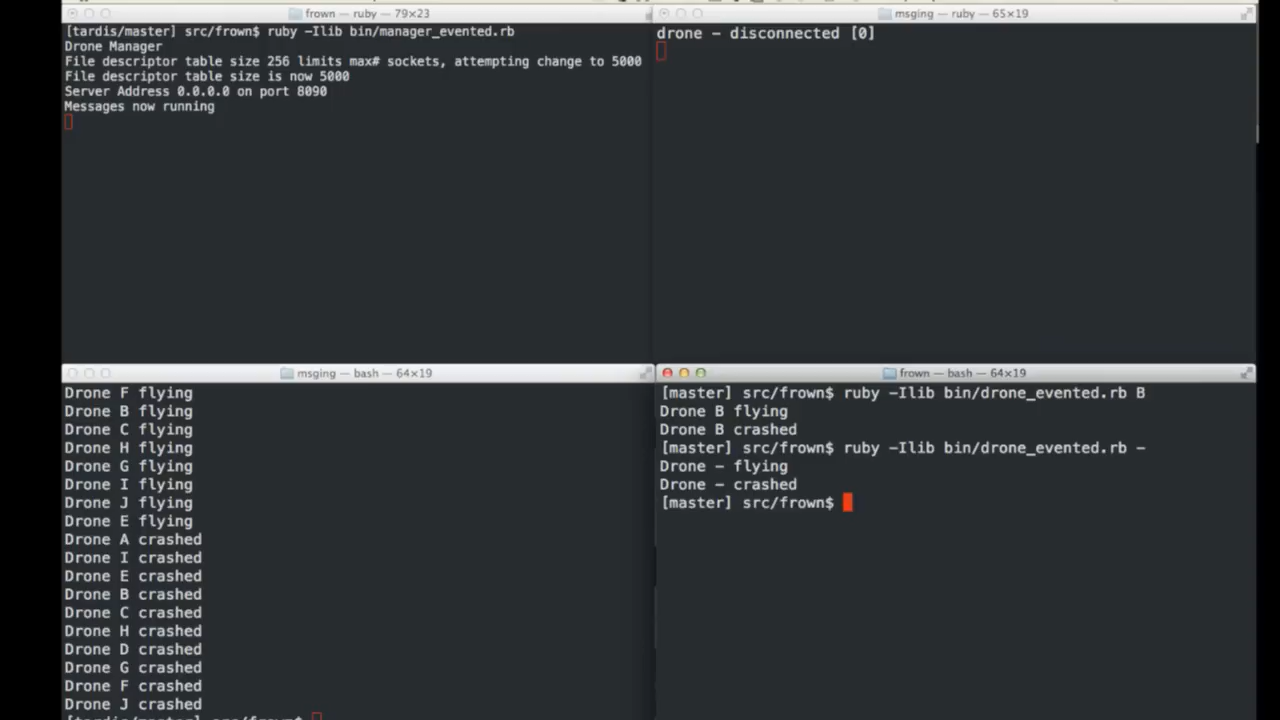 frown — ruby — 79×23
[tardis/master] src/frown$ ruby -Ilib bin/manager_evented.rb
Drone Manager
File descriptor table size 256 limits max# sockets, attempting change to 5000
File descriptor table size is now 5000
Server Address 0.0.0.0 on port 8090
Messages now running
msging — ruby — 65×19
drone - disconnected [0]
msging — bash — 64×19
Drone F flying
Drone B flying
Drone C flying
Drone H flying
Drone G flying
Drone I flying
Drone J flying
Drone E flying
Drone A crashed
Drone I crashed
Drone E crashed
Drone B crashed
Drone C crashed
Drone H crashed
Drone D crashed
Drone G crashed
Drone F crashed
Drone J crashed
[tardis/master] src/frown$
frown — bash — 64×19
[master] src/frown$ ruby -Ilib bin/drone_evented.rb B
Drone B flying
Drone B crashed
[master] src/frown$ ruby -Ilib bin/drone_evented.rb -
Drone - flying
Drone - crashed
[master] src/frown$